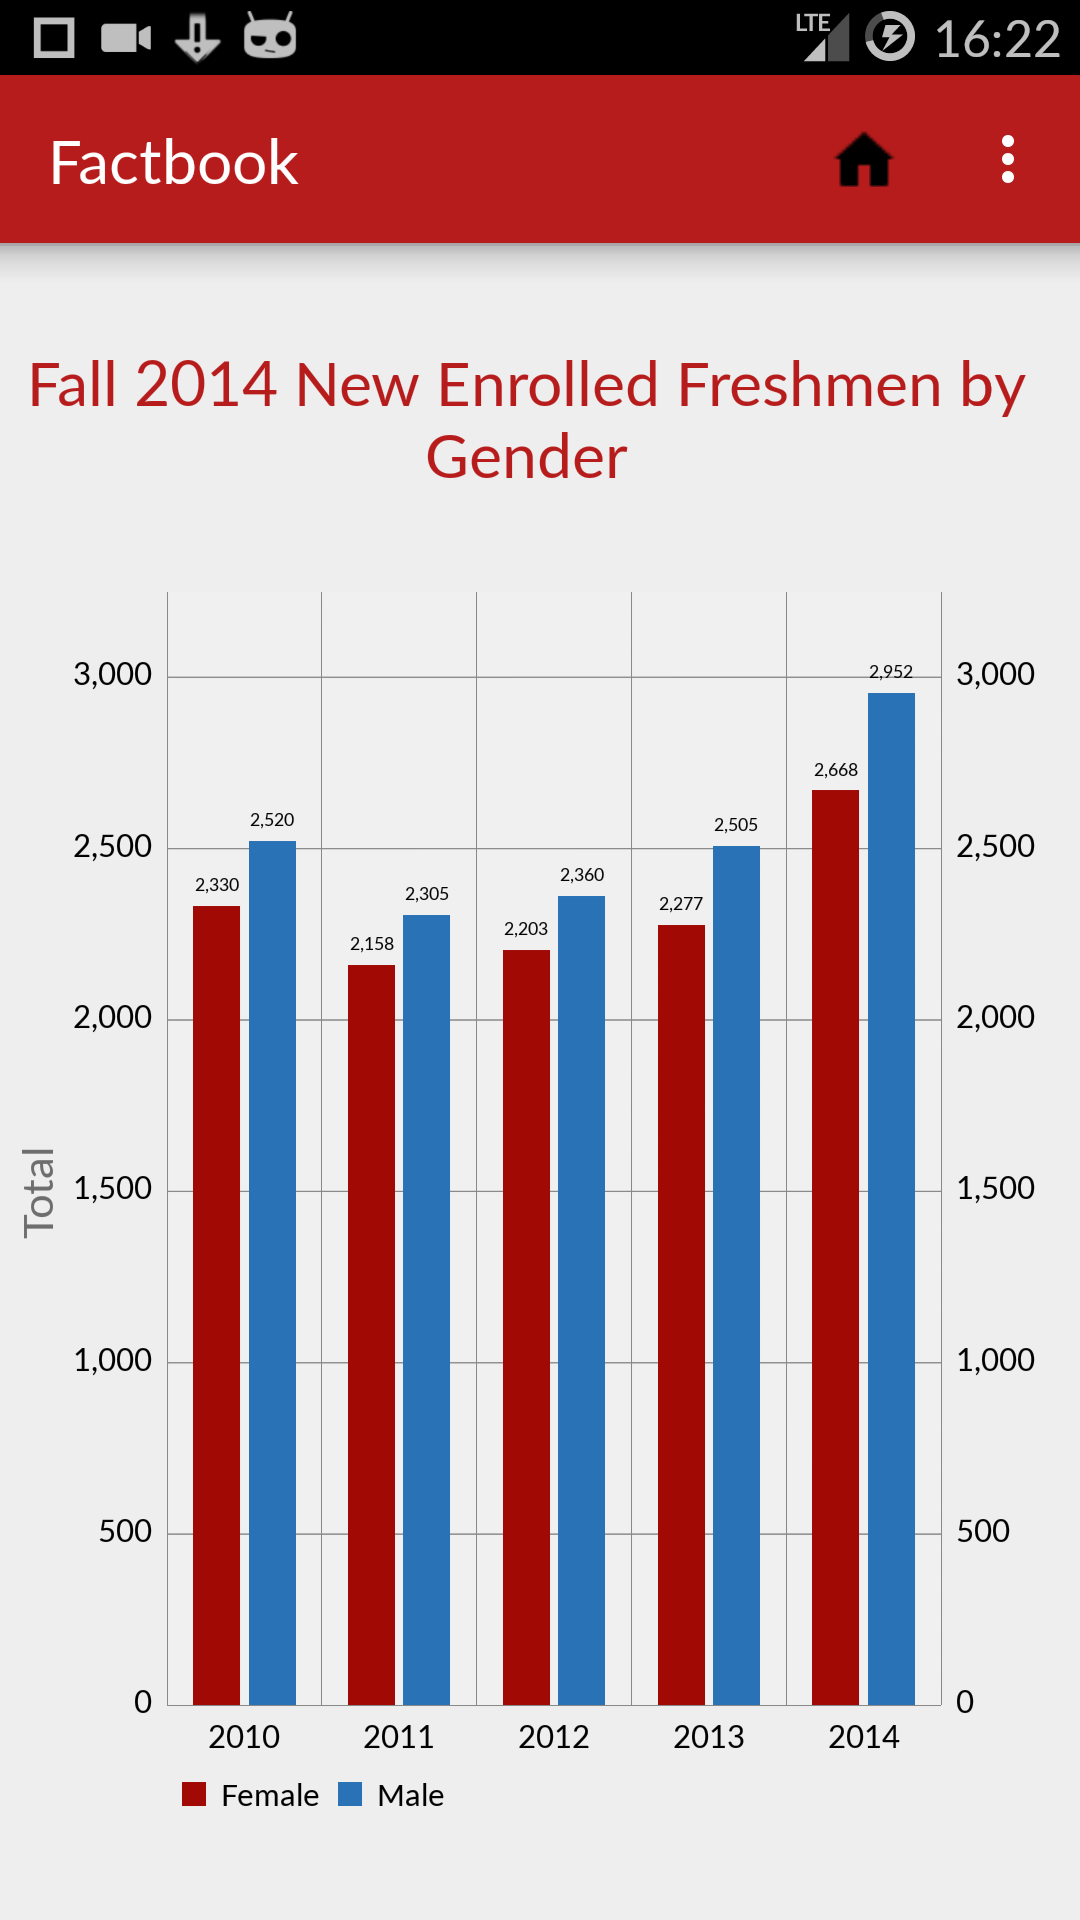 LTE 16:22
Factbook
Fall 2014 New Enrolled Freshmen by
Gender
3,000 2,952 3,000
2,668
2,520 2,505
2,500 2,500
2,330 2,305 2,360 2,277
2,158 2,203
2,000 2,000
Total
1,500 1,500
1,000 1,000
500 500
0 0
2010 2011 2012 2013 2014
Female Male